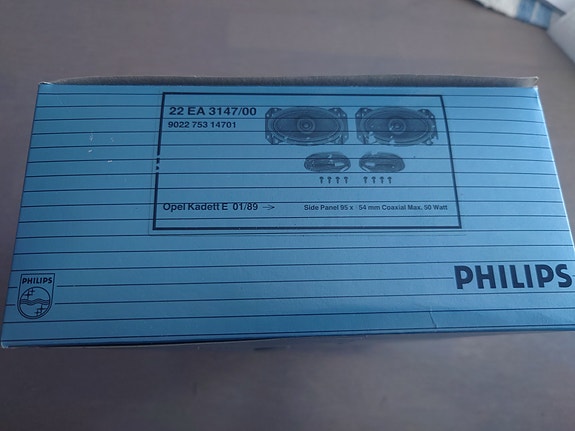 22 EA 3147/00
9022 753 14701
Opel Kadett E 01/89 → Side Panel 95 x 54 mm Coaxial Max. 50 Watt
PHILIPS
PHILIPS